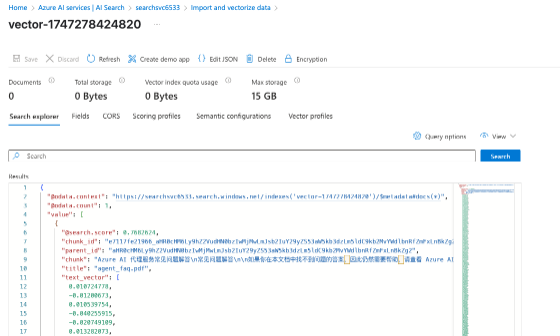 Home > Azure AI services | AI Search > searchsvc6533 > Import and vectorize data >
vector-1747278424820 ...
Save Discard Refresh Create demo app Edit JSON Delete Encryption
Documents Total storage Vector index quota usage Max storage
0 0 Bytes 0 Bytes 15 GB
Search explorer Fields CORS Scoring profiles Semantic configurations Vector profiles
Query options View
Search Search
Results
1 {
2 "@odata.context": "https://searchsvc6533.search.windows.net/indexes('vector-1747278424820')/$metadata#docs(*)",
3 "@odata.count": 1,
4 "value": [
5 {
6 "@search.score": 0.7682624,
7 "chunk_id":
8 "parent_id":
9 "chunk": "Azure AI 代理服务常见问题解答\n常见问题解答\n\n如果你在本文档中找不到问题的答案,因此仍然需要帮助,请查看 Azure AI
10 "title": "agent_faq.pdf",
11 "text_vector": [
12 0.010724778,
13 -0.01200673,
14 0.010539754,
15 -0.040255915,
16 -0.020749109,
17 0.013282073,